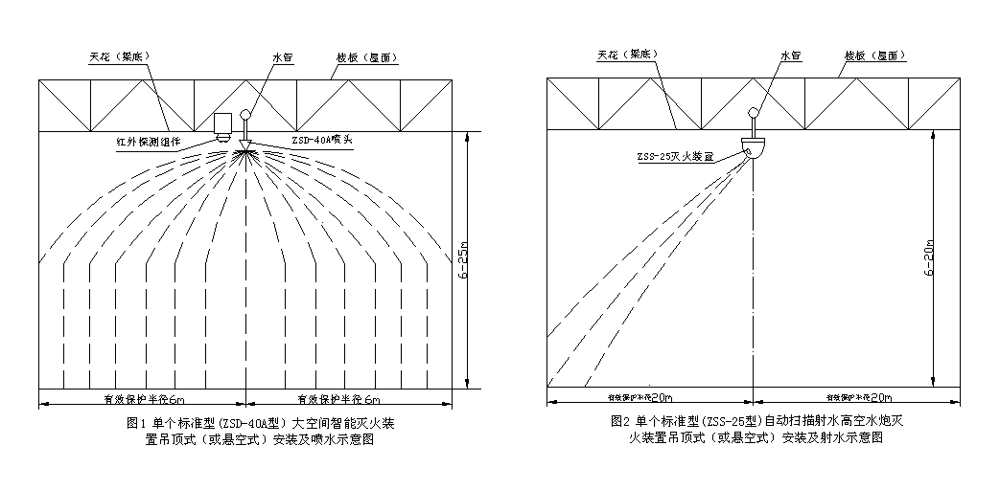 天花（梁底）
水管
楼板（屋面）
红外探测组件
ZSD-40A喷头
6-25m
有效保护半径6m
有效保护半径6m
图1 单个标准型(ZSD-40A型）大空间智能灭火装
置吊顶式（或悬空式）安装及喷水示意图
天花（梁底）
水管
楼板（屋面）
ZSS-25灭火装置
6-20m
有效保护半径20m
有效保护半径20m
图2 单个标准型(ZSS-25型)自动扫描射水高空水炮灭
火装置吊顶式（或悬空式）安装及射水示意图